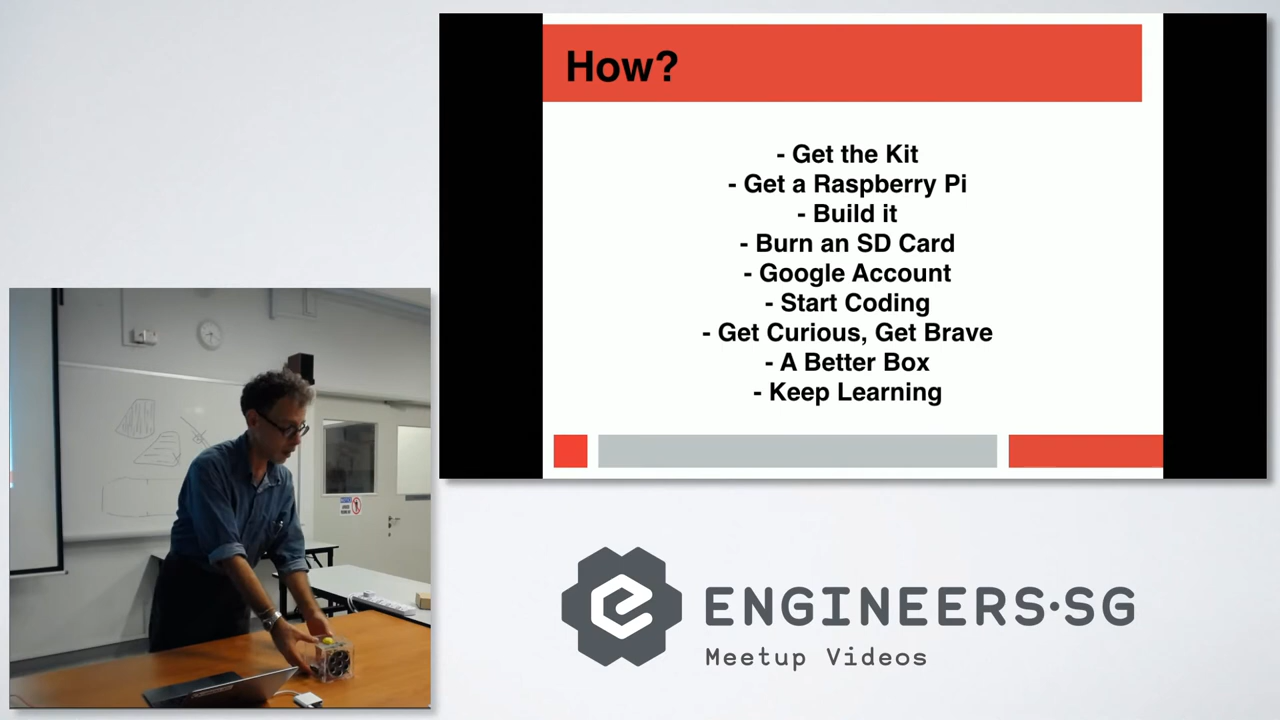 How?
- Get the Kit
- Get a Raspberry Pi
- Build it
- Burn an SD Card
- Google Account
- Start Coding
- Get Curious, Get Brave
- A Better Box
- Keep Learning
ENGINEERS·SG
Meetup Videos